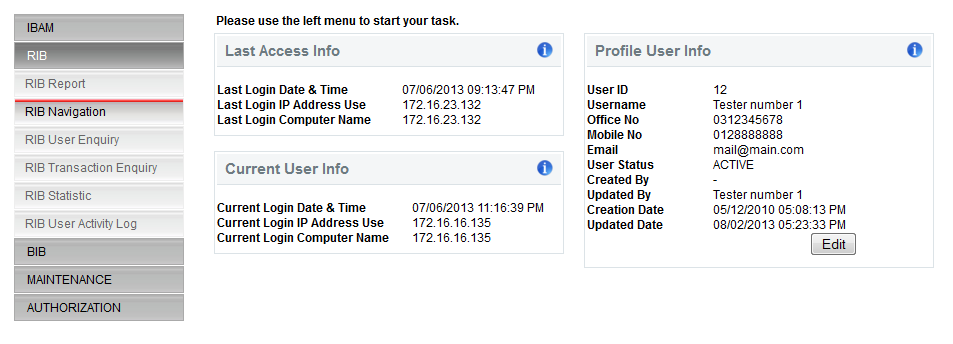 IBAM
RIB
RIB Report
RIB Navigation
RIB User Enquiry
RIB Transaction Enquiry
RIB Statistic
RIB User Activity Log
BIB
MAINTENANCE
AUTHORIZATION
Please use the left menu to start your task.
Last Access Info
Last Login Date & Time 07/06/2013 09:13:47 PM
Last Login IP Address Use 172.16.23.132
Last Login Computer Name 172.16.23.132
Current User Info
Current Login Date & Time 07/06/2013 11:16:39 PM
Current Login IP Address Use 172.16.16.135
Current Login Computer Name 172.16.16.135
Profile User Info
User ID 12
Username Tester number 1
Office No 0312345678
Mobile No 0128888888
Email mail@main.com
User Status ACTIVE
Created By -
Updated By Tester number 1
Creation Date 05/12/2010 05:08:13 PM
Updated Date 08/02/2013 05:23:33 PM
Edit